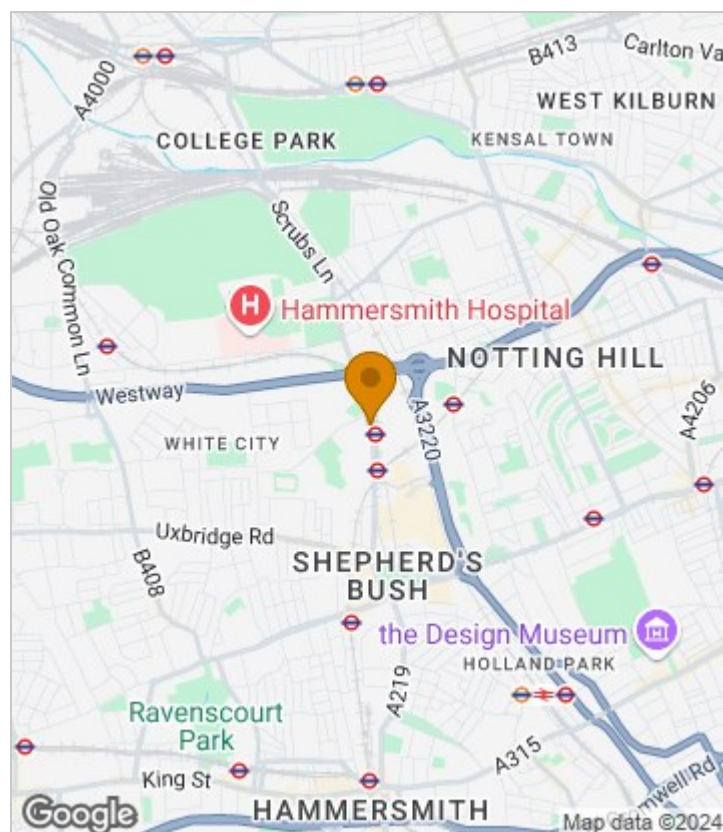 B413
Carlton Va
A4000
WEST KILBURN
COLLEGE PARK
KENSAL TOWN
Old Oak Common Ln
Scrubs Ln
H Hammersmith Hospital
NOTTING HILL
Westway
A3220
A4206
WHITE CITY
Uxbridge Rd
SHEPHERD'S
BUSH
B408
the Design Museum
HOLLAND PARK
A219
Ravenscourt
Park
A315
King St
mwell Rd
HAMMERSMITH
Google
Map data ©2024